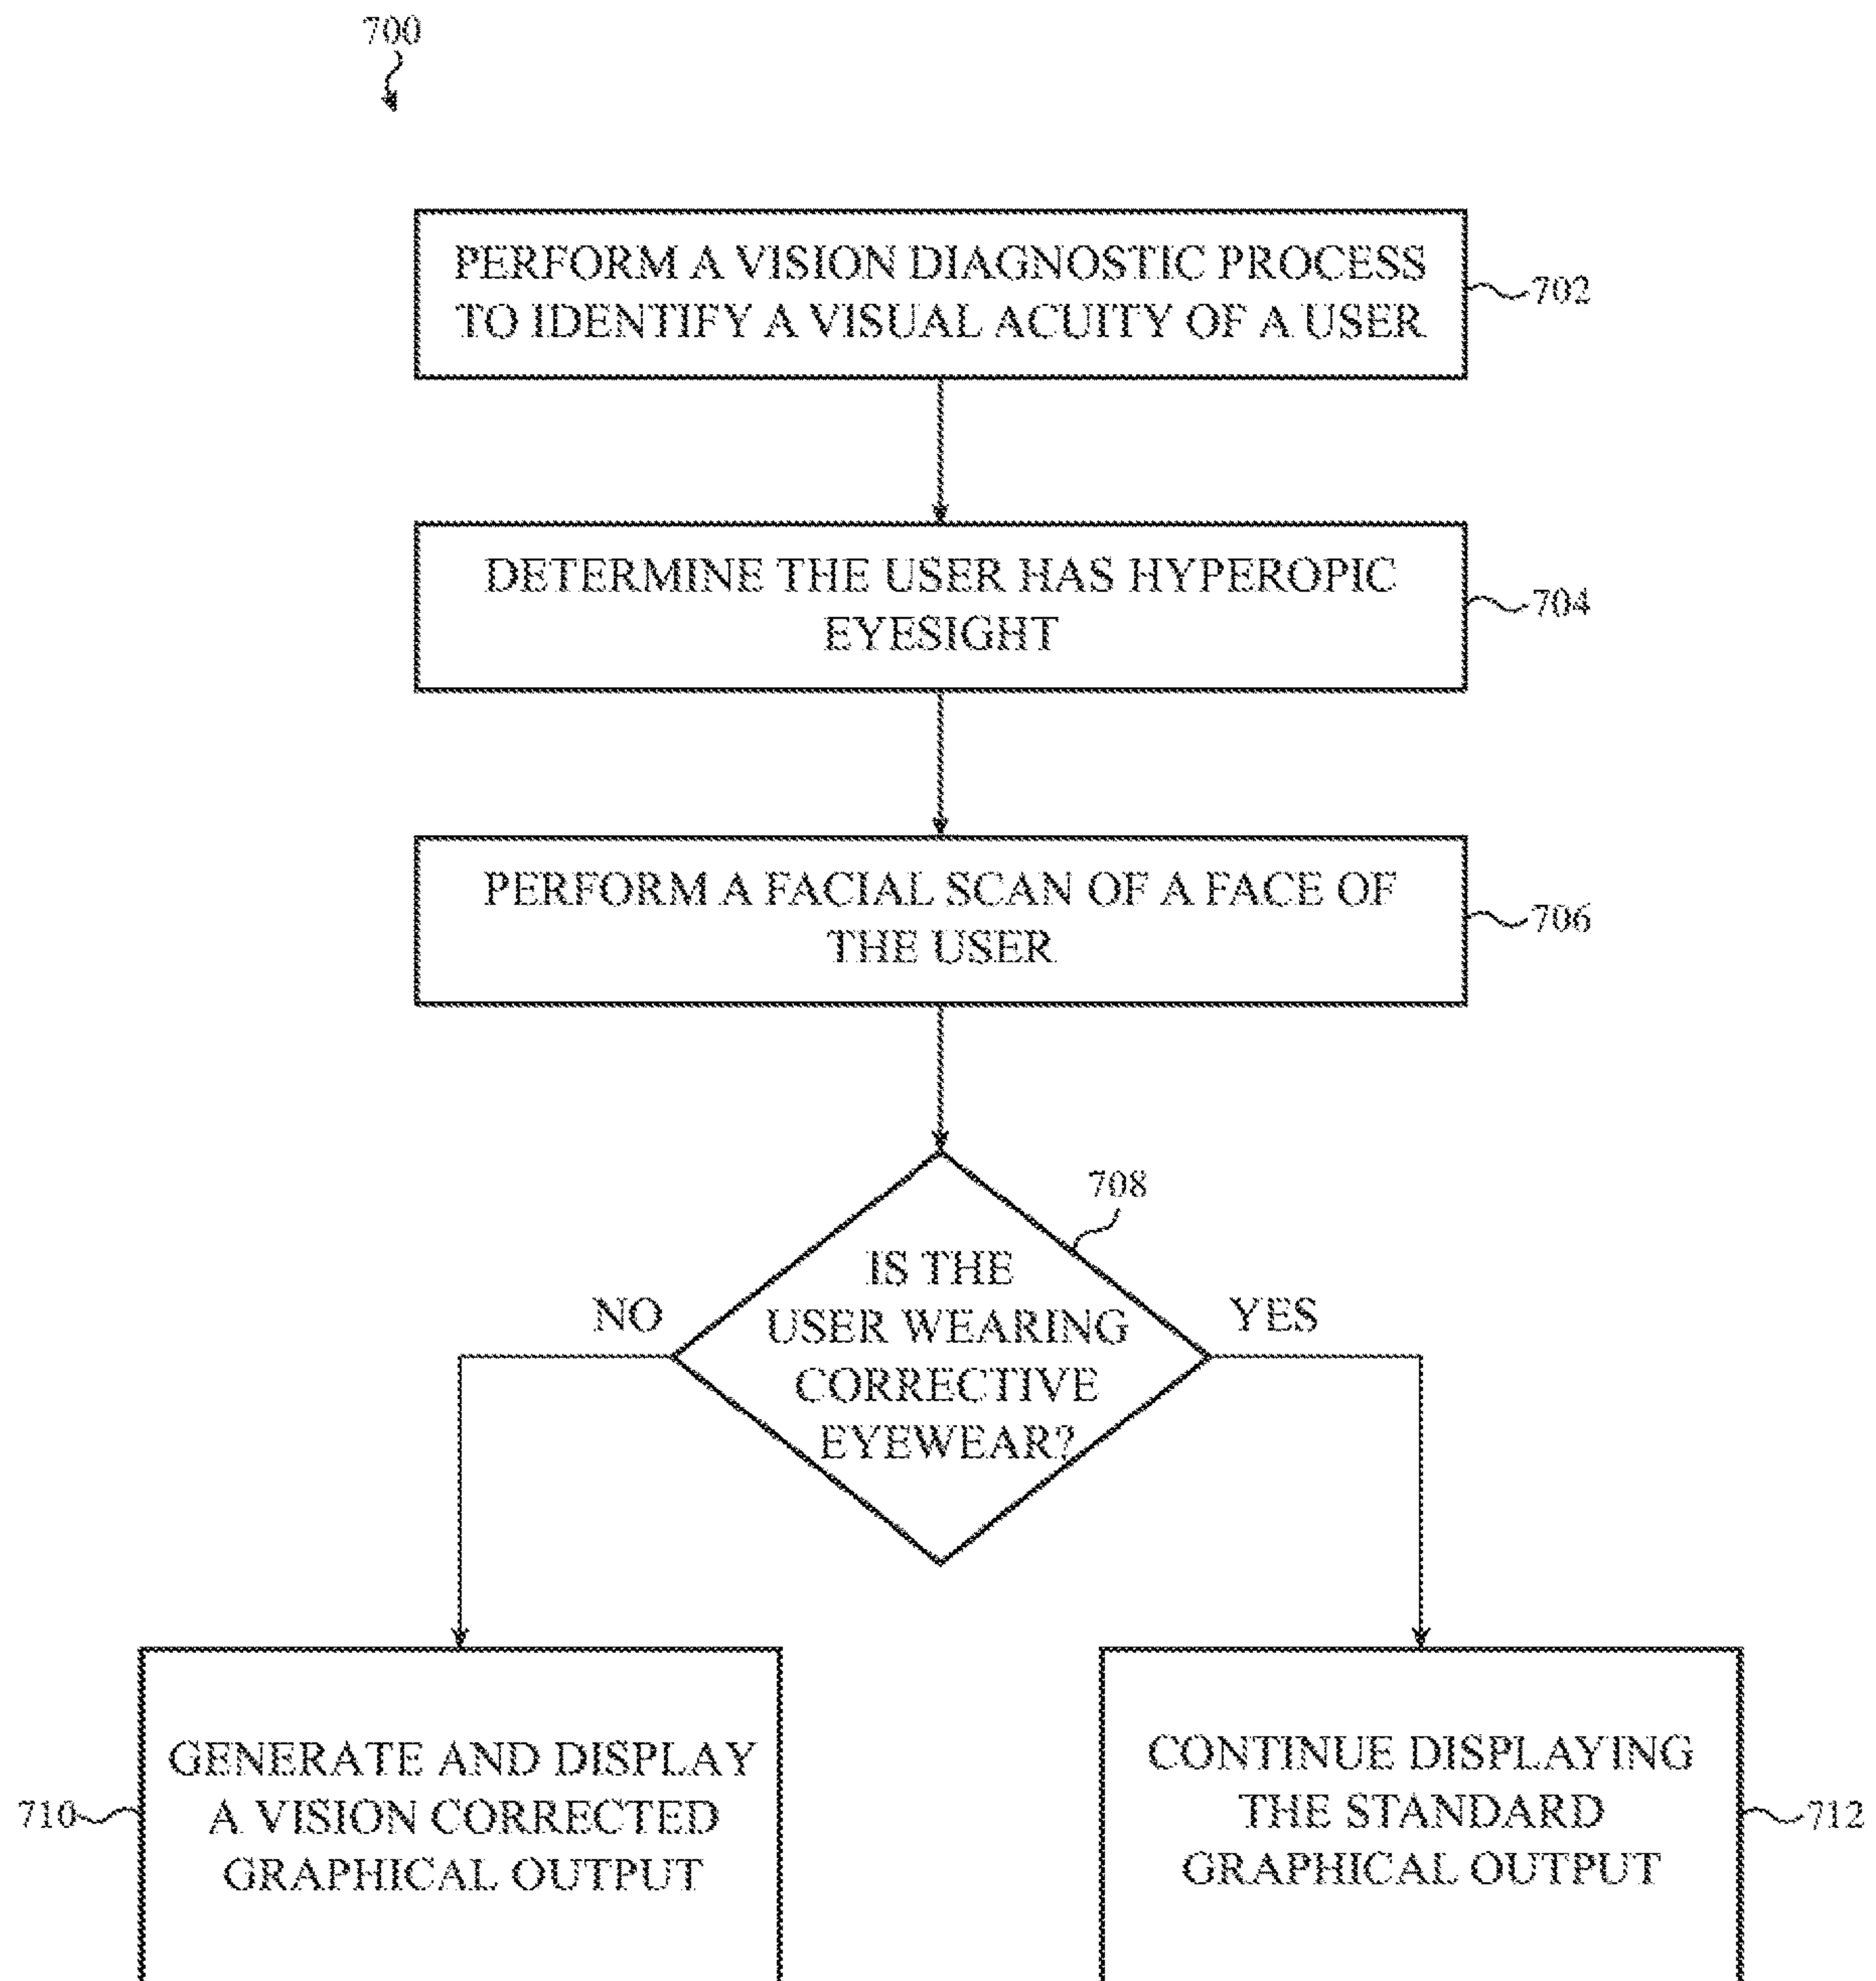 700
PERFORM A VISION DIAGNOSTIC PROCESS
TO IDENTIFY A VISUAL ACUITY OF A USER
702
DETERMINE THE USER HAS HYPEROPIC
EYESIGHT
704
PERFORM A FACIAL SCAN OF A FACE OF
THE USER
706
708
IS THE
USER WEARING
CORRECTIVE
EYEWEAR?
NO
YES
GENERATE AND DISPLAY
A VISION CORRECTED
GRAPHICAL OUTPUT
710
CONTINUE DISPLAYING
THE STANDARD
GRAPHICAL OUTPUT
712